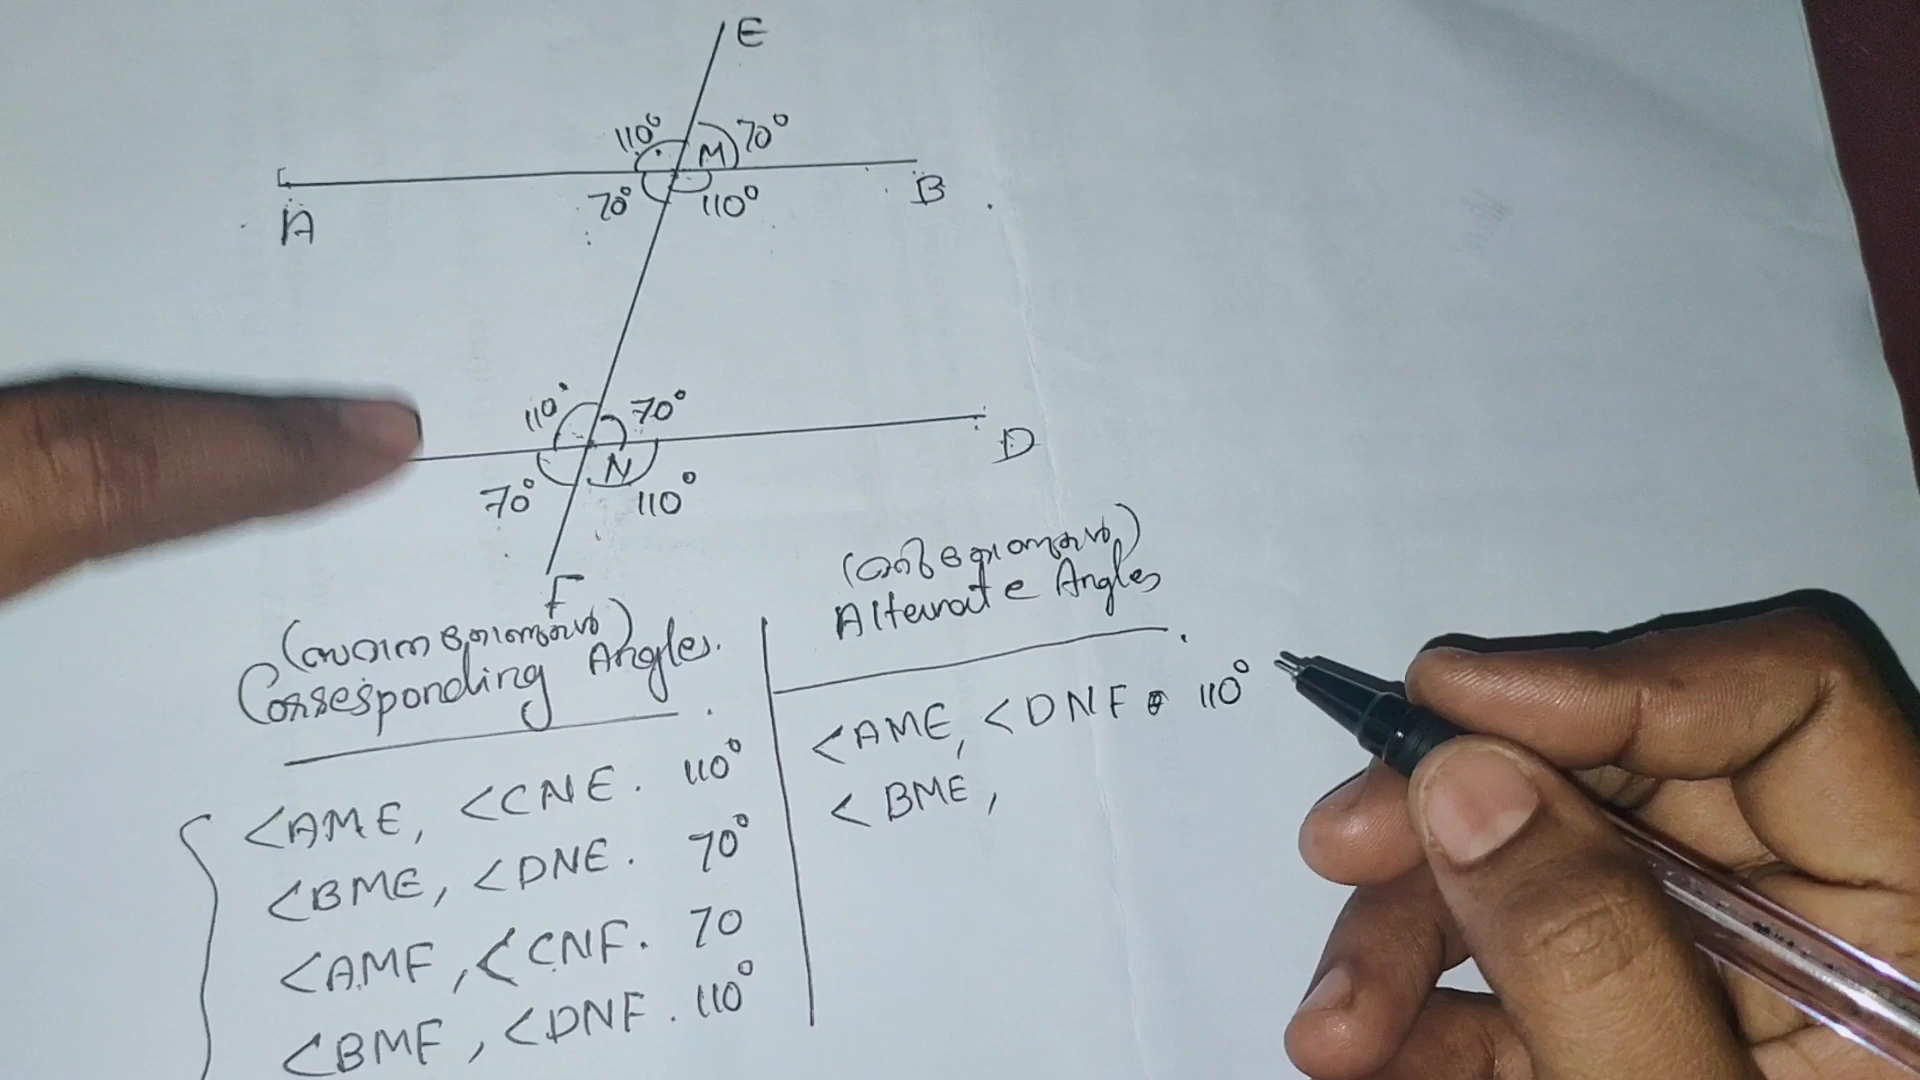 E
110° 70°
M
70° 110°
A B
110° 70°
D
N
70° 110°
F
Alternate Angles
Corresponding Angles.
<AME, <DNF 110°
<BME,
<AME, <CNE. 110°
<BME, <DNE. 70°
<AMF, <CNF. 70
<BMF, <DNF. 110°